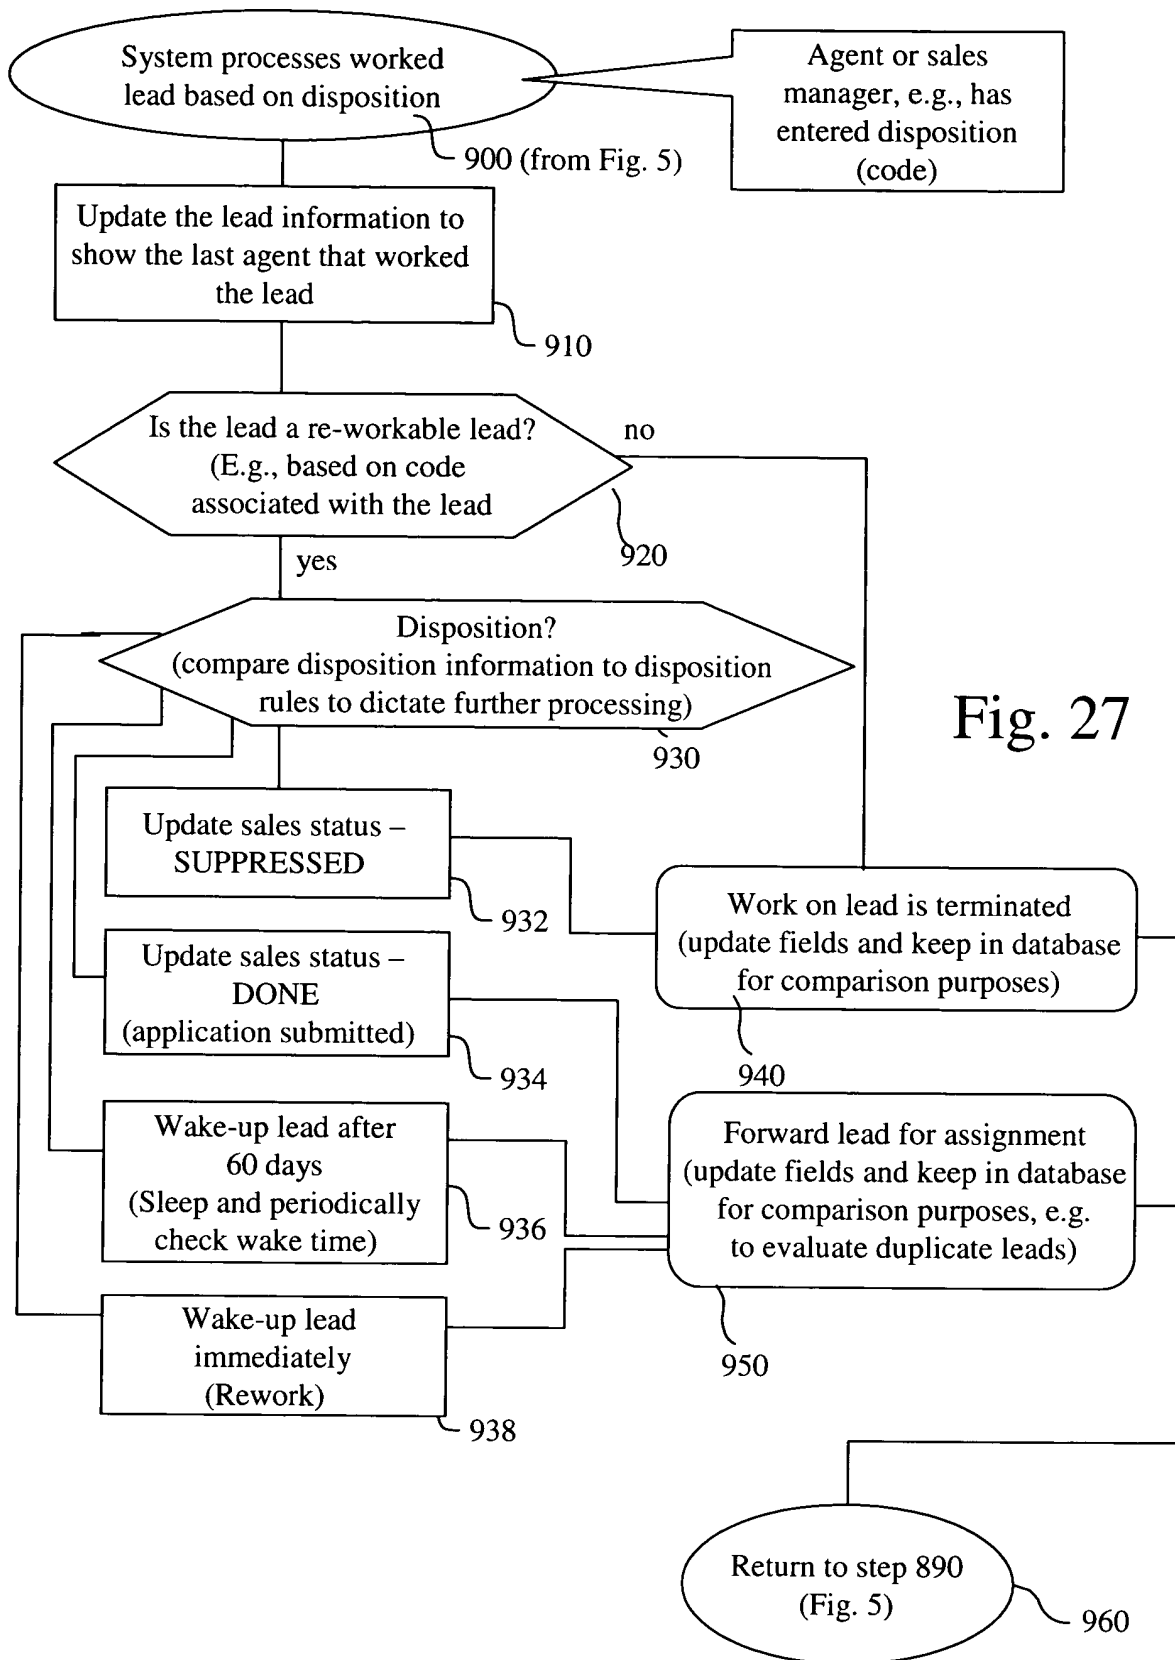 System processes worked
lead based on disposition
900 (from Fig. 5)
Agent or sales
manager, e.g., has
entered disposition
(code)
Update the lead information to
show the last agent that worked
the lead
910
Is the lead a re-workable lead?
(E.g., based on code
associated with the lead
no
920
yes
Disposition?
(compare disposition information to disposition
rules to dictate further processing)
930
Fig. 27
Update sales status –
SUPPRESSED
932
Work on lead is terminated
(update fields and keep in database
for comparison purposes)
940
Update sales status –
DONE
(application submitted)
934
Wake-up lead after
60 days
(Sleep and periodically
check wake time)
936
Forward lead for assignment
(update fields and keep in database
for comparison purposes, e.g.
to evaluate duplicate leads)
950
Wake-up lead
immediately
(Rework)
938
Return to step 890
(Fig. 5)
960